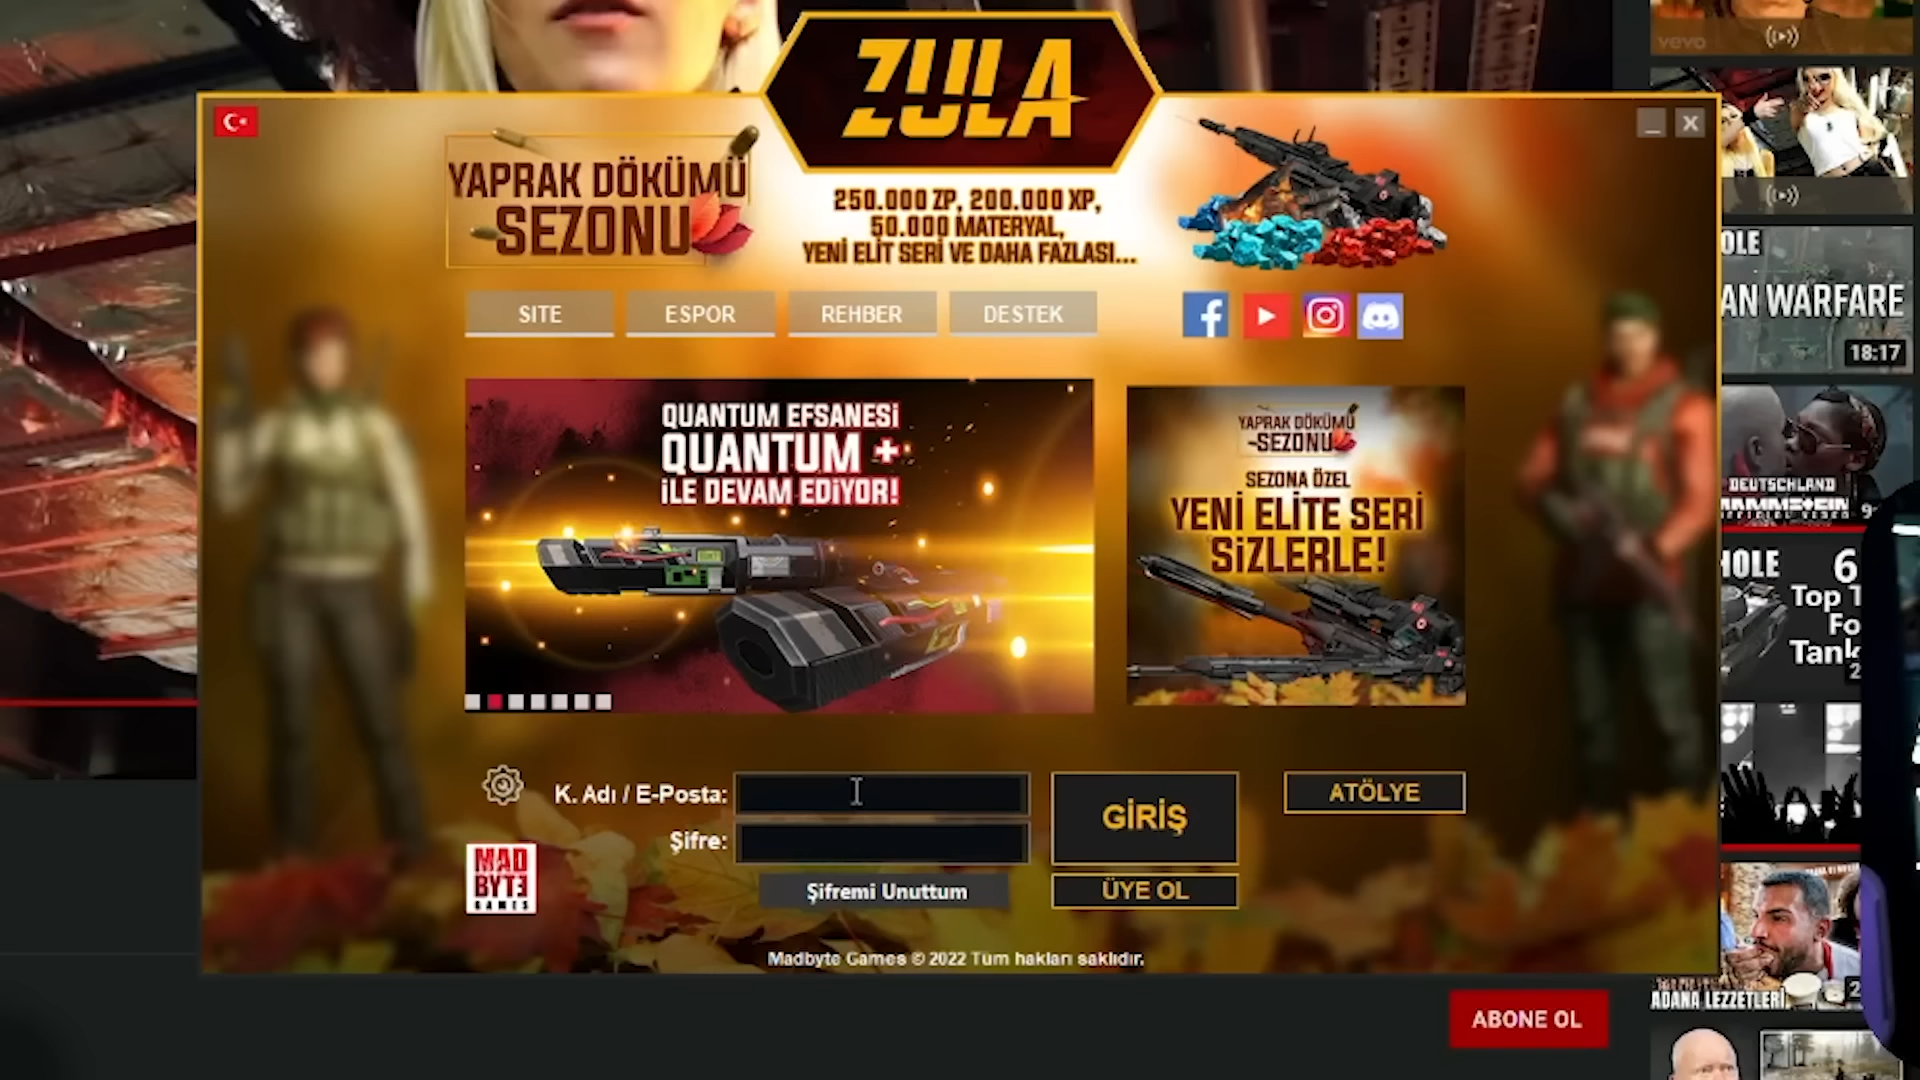 ZULA
YAPRAK DÖKÜMÜ
SEZONU
250.000 ZP, 200.000 XP,
50.000 MATERYAL,
YENİ ELİT SERİ VE DAHA FAZLASI...
SITE
ESPOR
REHBER
DESTEK
QUANTUM EFSANESİ
QUANTUM +
İLE DEVAM EDİYOR!
YAPRAK DÖKÜMÜ
SEZONU
SEZONA ÖZEL
YENİ ELİTE SERİ
SİZLERLE!
K. Adı / E-Posta:
Şifre:
GİRİŞ
ATÖLYE
Şifremi Unuttum
ÜYE OL
MAD
BYTE
GAMES
Madbyte Games © 2022 Tüm hakları saklıdır.
ABONE OL
vevo
OLE
AN WARFARE
18:17
DEUTSCHLAND
RAMMSTEIN
HOLE
6
Top
Fo
Tank
ADANA LEZZETLERİ